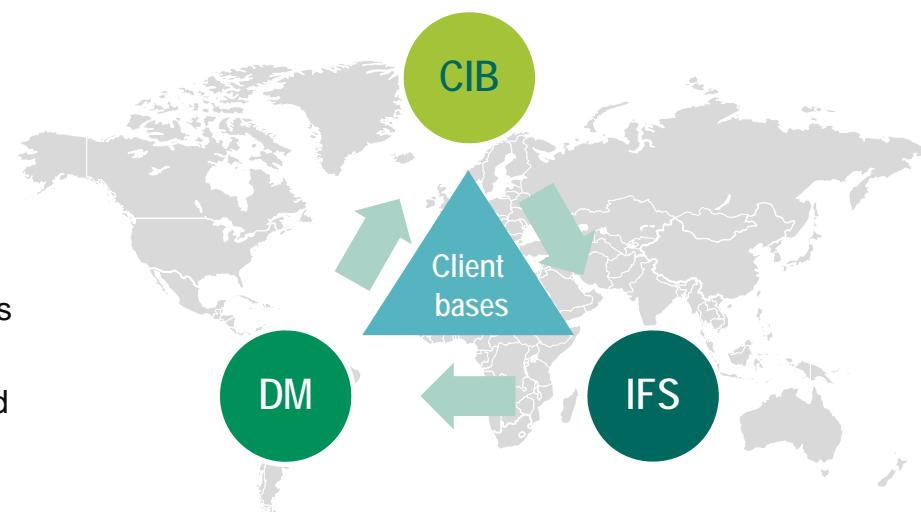 CIB
Client
bases
s
DM
IFS
d